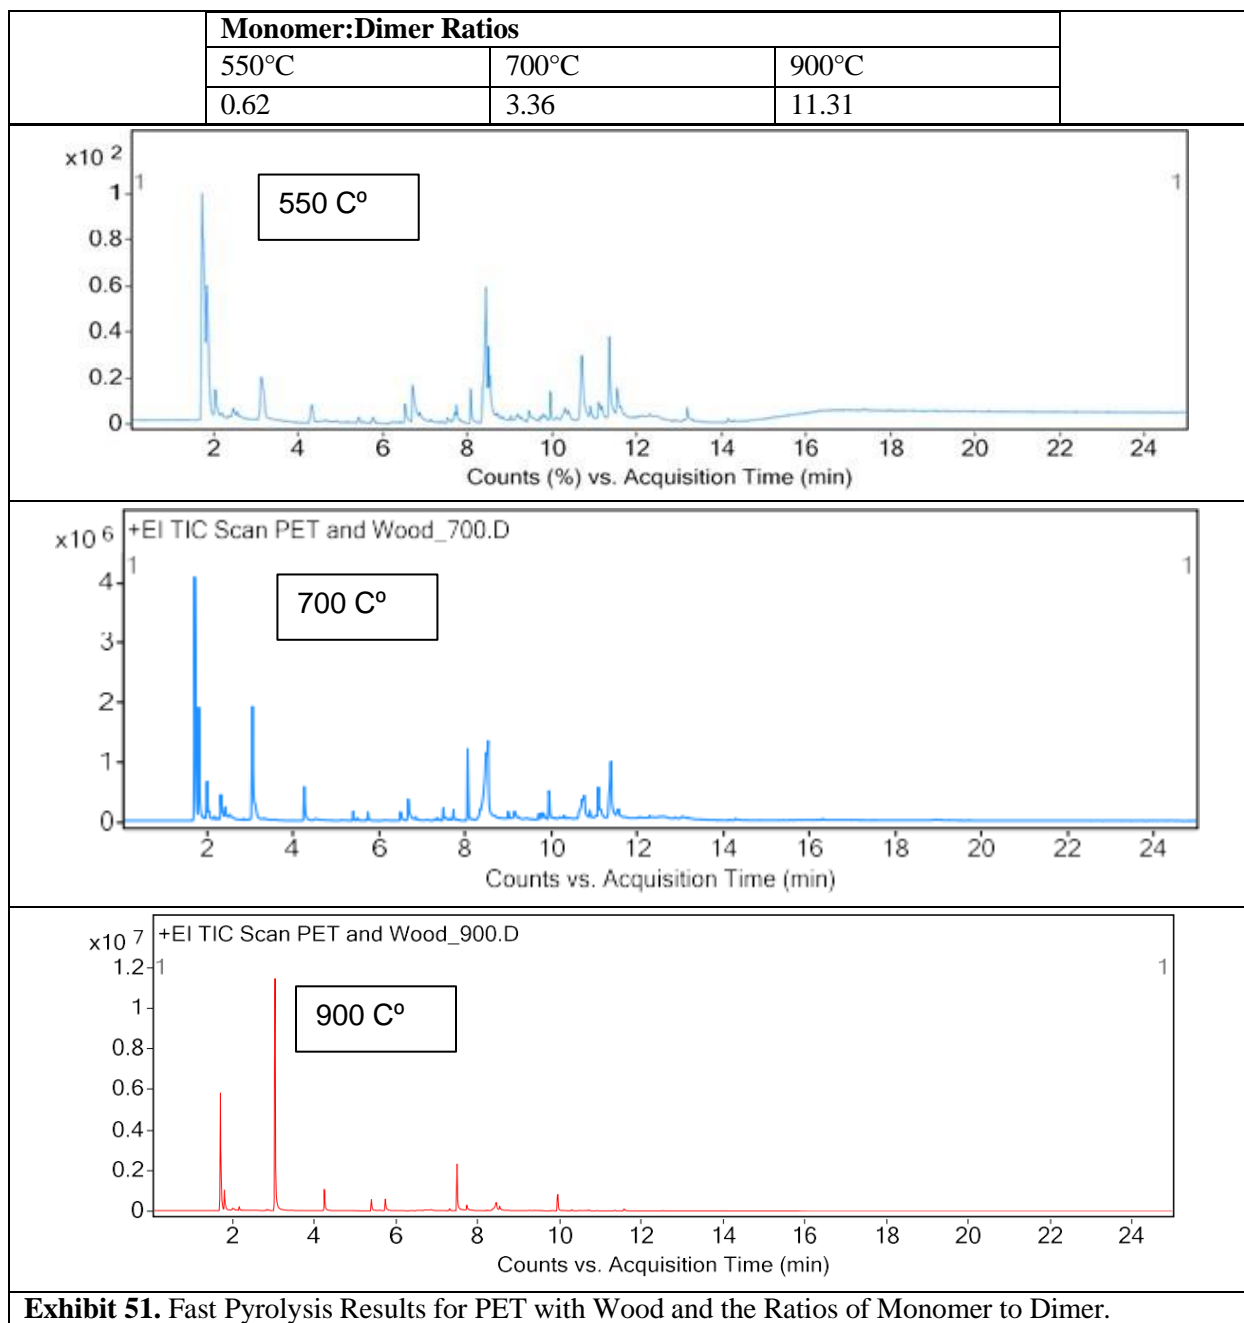 Monomer:Dimer Ratios
550°C 700°C 900°C
0.62 3.36 11.31
x10 2
1 1
550 Cº
1
0.8
0.6
0.4
0.2
0
2 4 6 8 10 12 14 16 18 20 22 24
Counts (%) vs. Acquisition Time (min)
+EI TIC Scan PET and Wood_700.D
x10 6
1 1
700 Cº
4
3
2
1
0
2 4 6 8 10 12 14 16 18 20 22 24
Counts vs. Acquisition Time (min)
+EI TIC Scan PET and Wood_900.D
x10 7
1.2
1 1
900 Cº
1
0.8
0.6
0.4
0.2
0
2 4 6 8 10 12 14 16 18 20 22 24
Counts vs. Acquisition Time (min)
Exhibit 51. Fast Pyrolysis Results for PET with Wood and the Ratios of Monomer to Dimer.